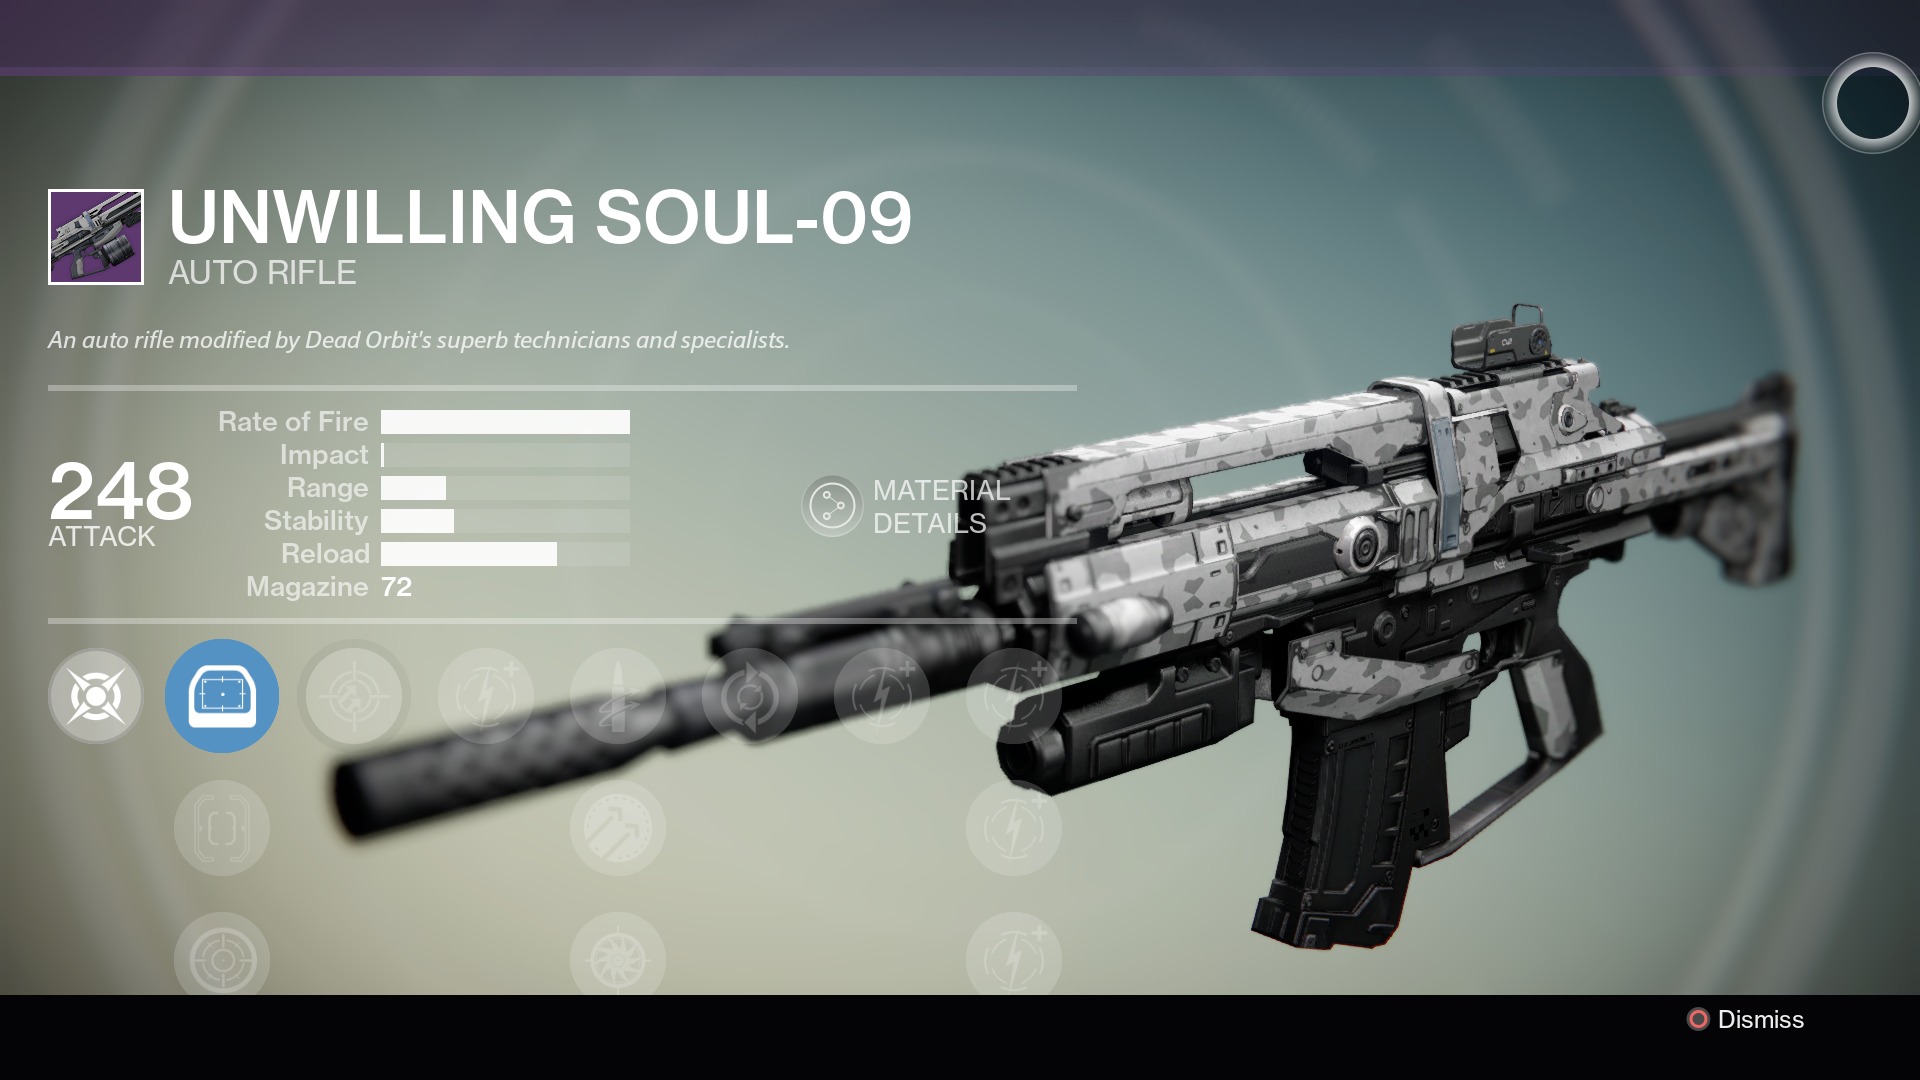 UNWILLING SOUL-09
AUTO RIFLE
An auto rifle modified by Dead Orbit's superb technicians and specialists.
248
ATTACK
Rate of Fire
Impact
Range
Stability
Reload
Magazine 72
MATERIAL
DETAILS
Dismiss